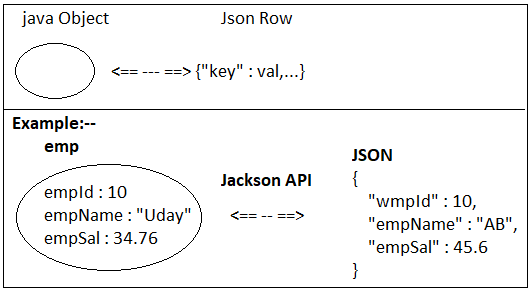 java Object Json Row
<== --- ==> {"key" : val,...}
Example:--
emp
empId : 10
empName : "Uday"
empSal : 34.76
Jackson API
<== -- ==>
JSON
{
"wmpId" : 10,
"empName" : "AB",
"empSal" : 45.6
}